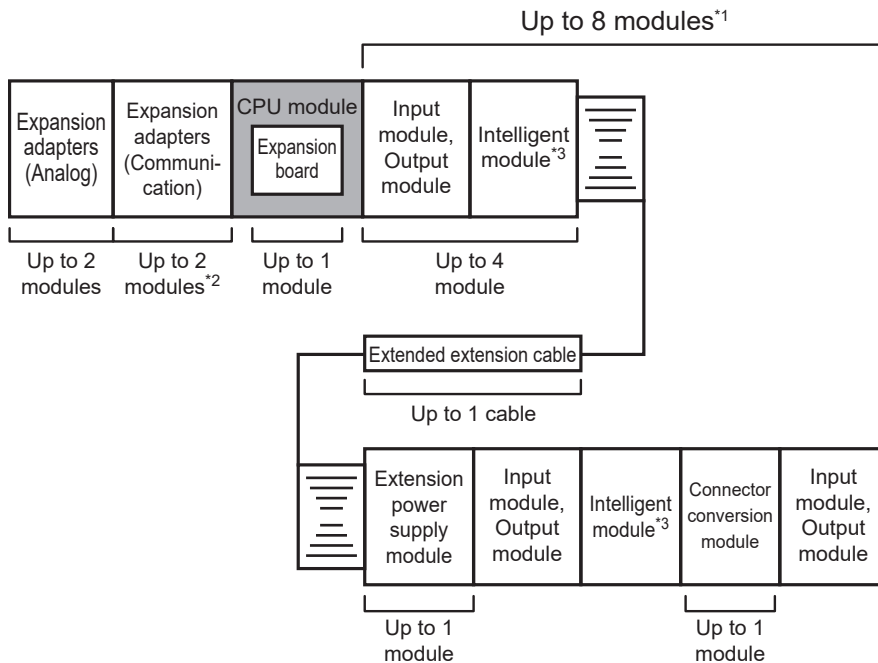 Up to 8 modules*1
Expansion
adapters
(Analog)
Expansion
adapters
(Communi-
cation)
CPU module
Expansion
board
Input
module,
Output
module
Intelligent
module*3
Up to 2
modules
Up to 2
modules*2
Up to 1
module
Up to 4
module
Extended extension cable
Up to 1 cable
Extension
power
supply
module
Input
module,
Output
module
Intelligent
module*3
Connector
conversion
module
Input
module,
Output
module
Up to 1
module
Up to 1
module